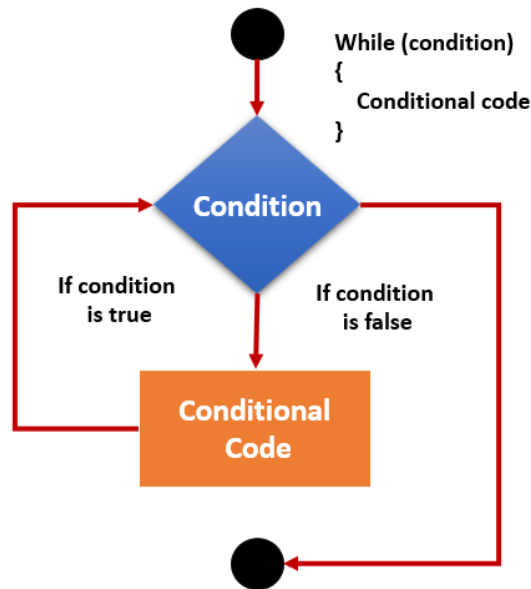 While (condition)
{
Conditional code
}
Condition
If condition
is true
If condition
is false
Conditional
Code